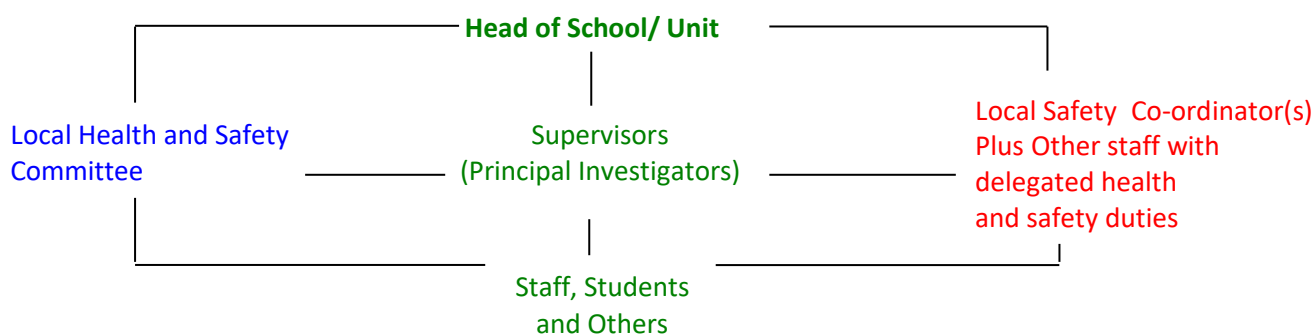 Head of School/ Unit
Local Health and Safety
Committee
Supervisors
(Principal Investigators)
Local Safety Co-ordinator(s)
Plus Other staff with
delegated health
and safety duties
Staff, Students
and Others